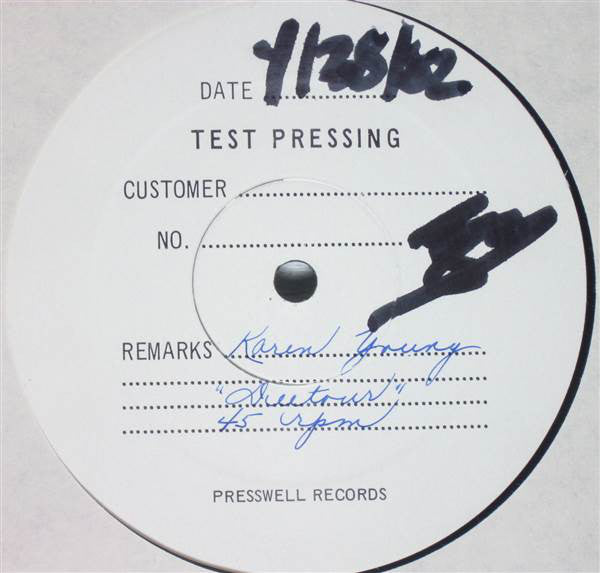 DATE 4/28/82
TEST PRESSING
CUSTOMER
NO.
REMARKS Karen Young
"Deetour"
45 rpm
PRESSWELL RECORDS